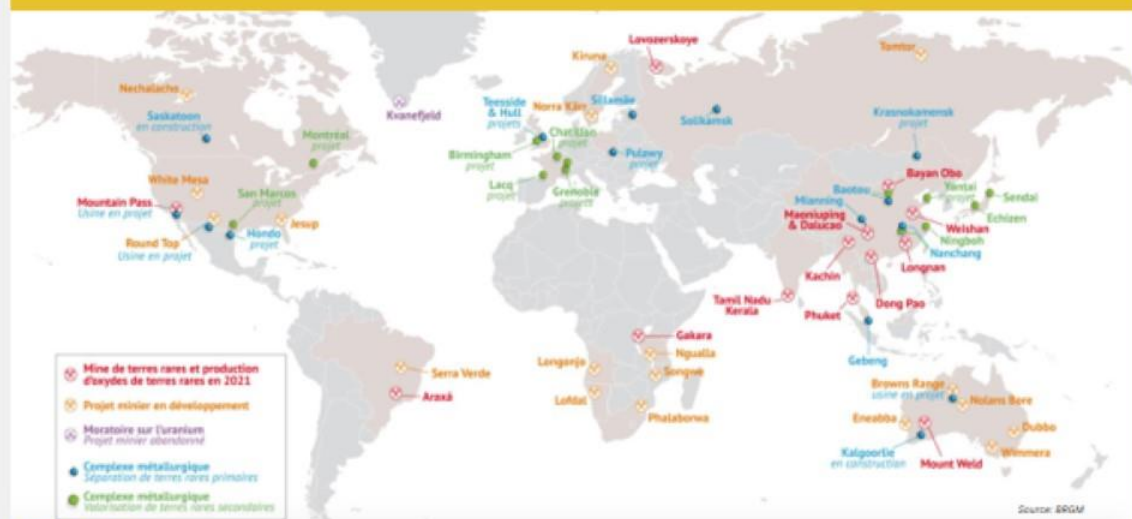 Lovozerskoye
Kiruna
Tomtor
Nechalacho
Kvanefjeld
Saskatoon
en construction
Teesside
& Hull
projets
Norra Kärr
Sillamäe
Solikamsk
Krasnokamensk
projet
Montréal
projet
Birmingham
projet
Chatillon
projet
Pulawy
projet
Lacq
projet
Grenoble
projets
White Mesa
San Marcos
projet
Mountain Pass
Usine en projet
Jesup
Round Top
Usine en projet
Hondo
projet
Bayan Obo
Baotou
Yantai
projet
Sendai
Mianning
Echizen
Maoniuping
& Dalucao
Weishan
Ningboh
Nanchang
Longnan
Kachin
Dong Pao
Tamil Nadu
Kerala
Phuket
Gebeng
Gakara
Ngualla
Longonjo
Songwe
Lofdal
Phalaborwa
Serra Verde
Araxá
Browns Range
usine en projet
Nolans Bore
Eneabba
Dubbo
Kalgoorlie
en construction
Mount Weld
Wimmera
Mine de terres rares et production
d'oxydes de terres rares en 2021
Projet minier en développement
Moratoire sur l'uranium
Projet minier abandonné
Complexe métallurgique
Séparation de terres rares primaires
Complexe métallurgique
Valorisation de terres rares secondaires
Source: BRGM